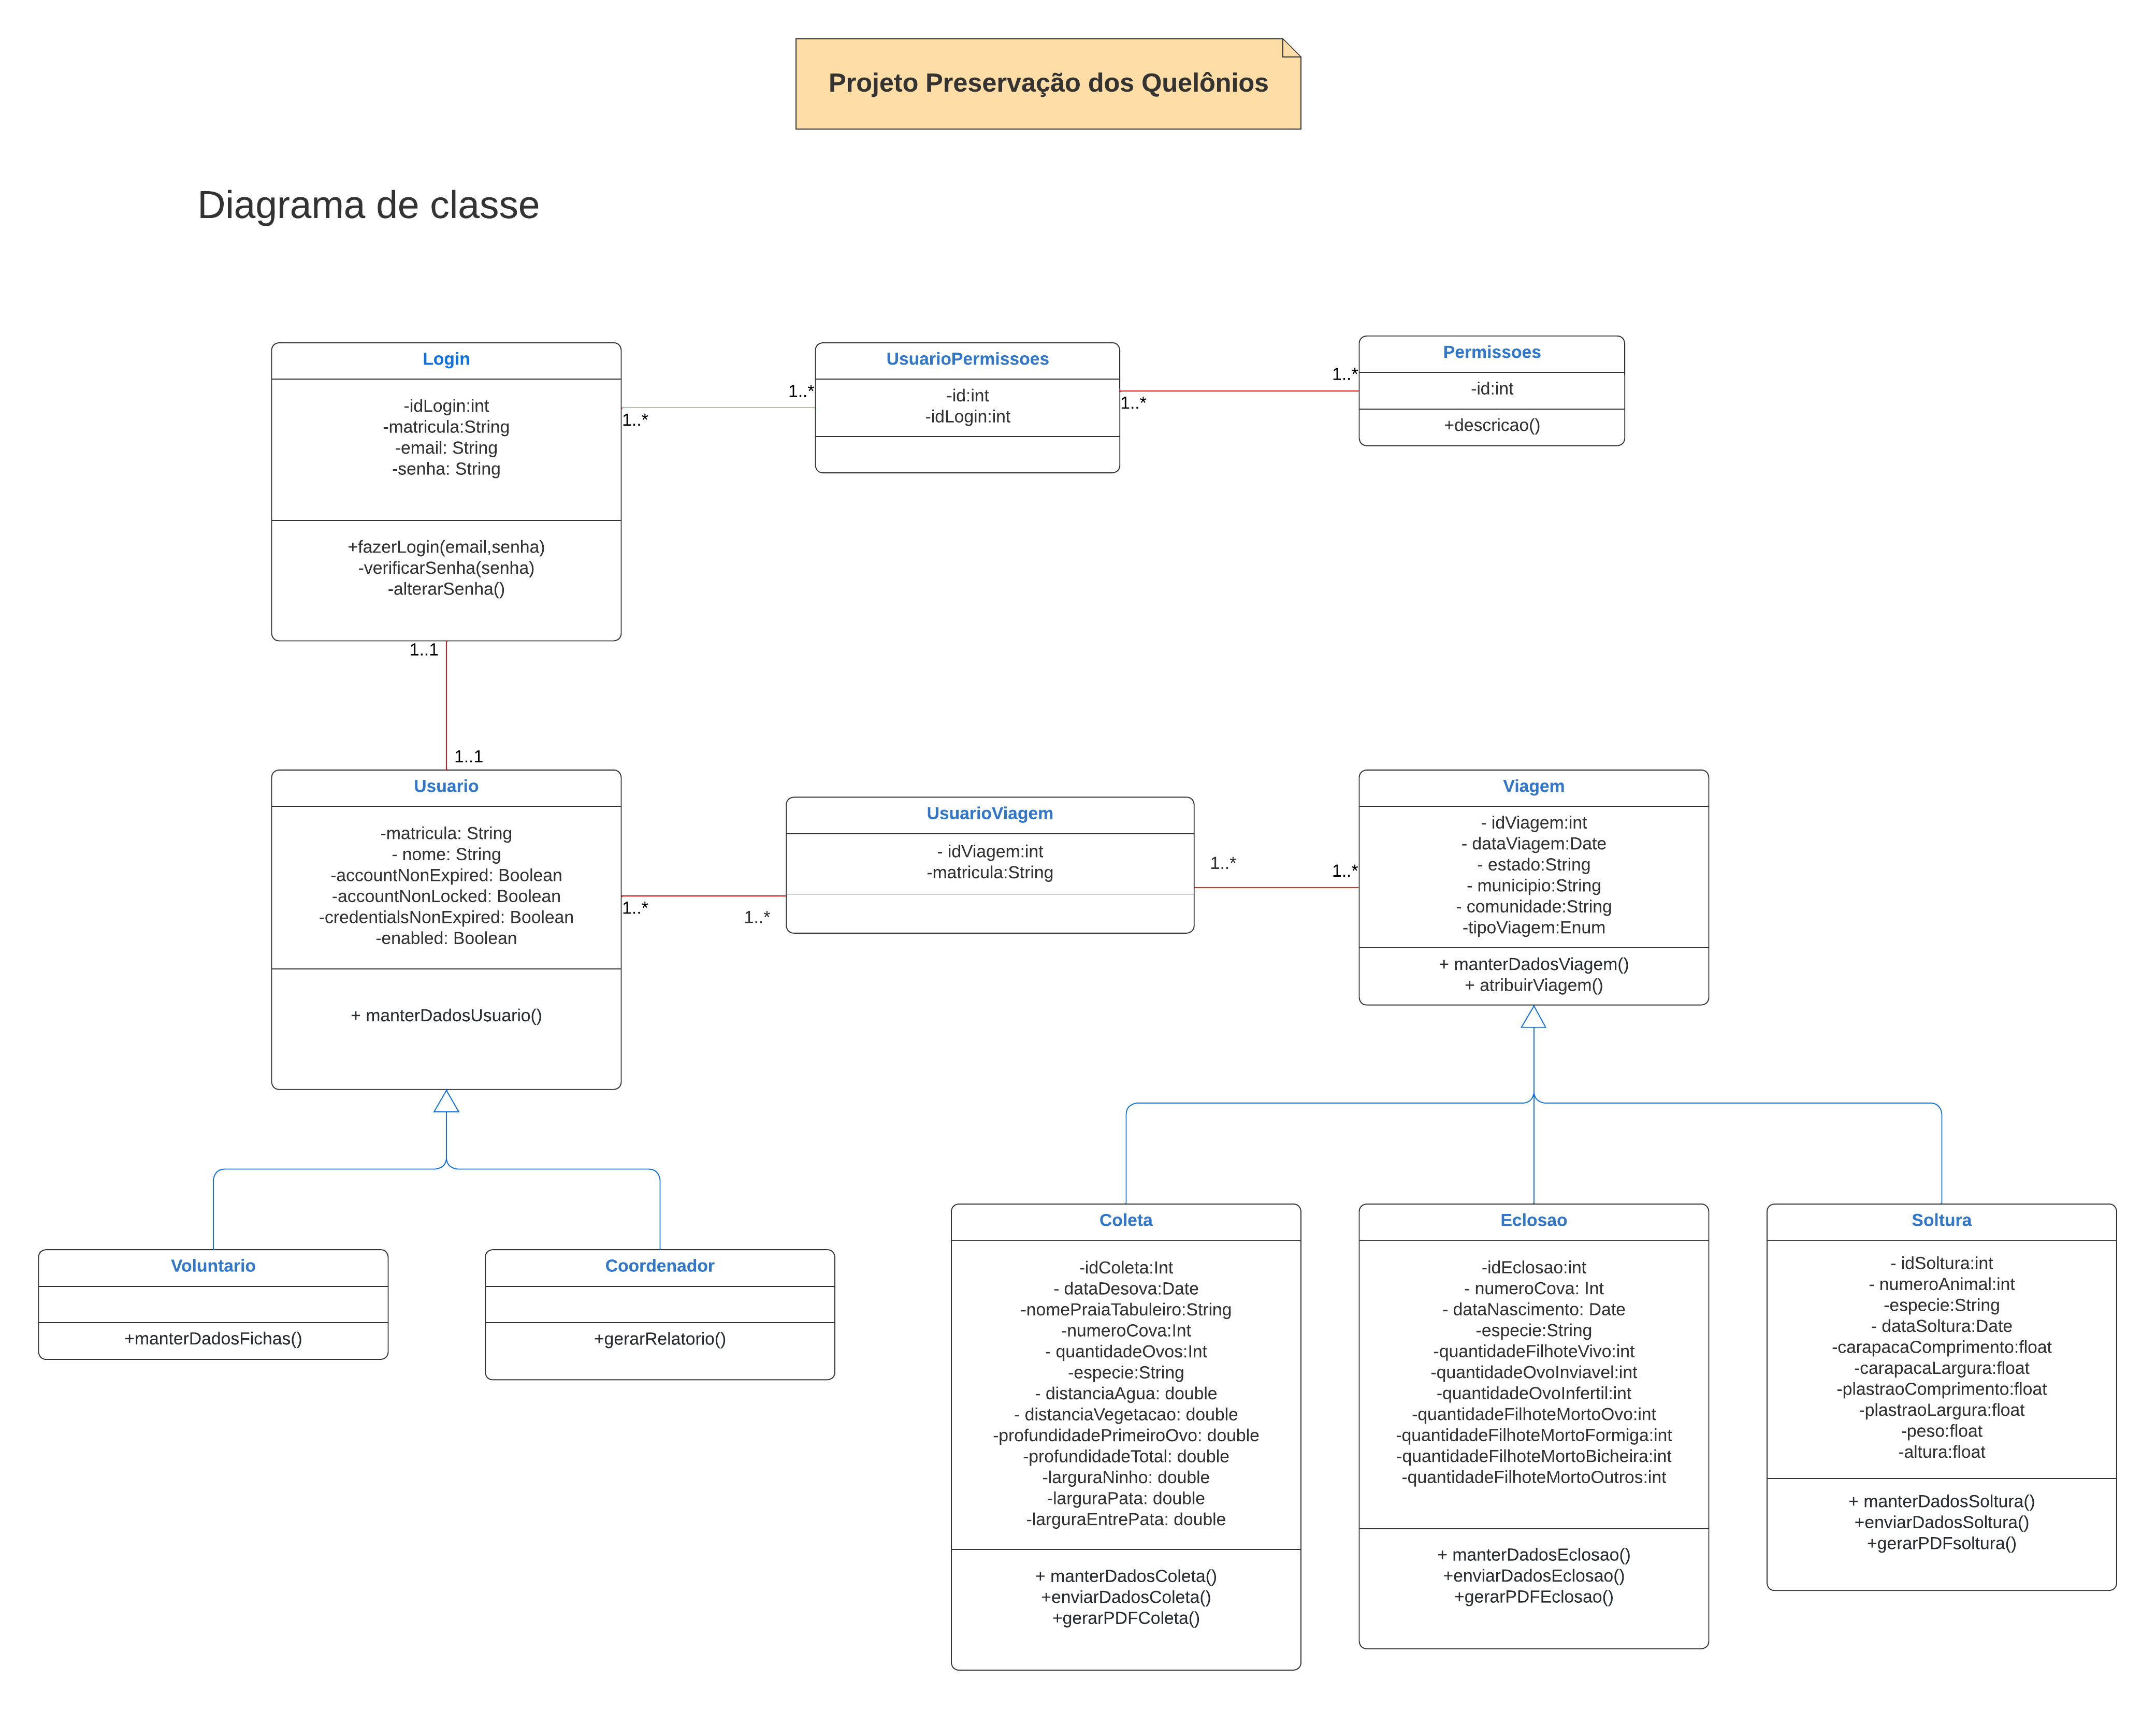 Projeto Preservação dos Quelônios
Diagrama de classe
Login
-idLogin:int
-matricula:String
-email: String
-senha: String
+fazerLogin(email,senha)
-verificarSenha(senha)
-alterarSenha()
1..*
1..*
UsuarioPermissoes
-id:int
-idLogin:int
1..*
1..*
Permissoes
-id:int
+descricao()
1..1
1..1
Usuario
-matricula: String
- nome: String
-accountNonExpired: Boolean
-accountNonLocked: Boolean
-credentialsNonExpired: Boolean
-enabled: Boolean
+ manterDadosUsuario()
1..*
1..*
UsuarioViagem
- idViagem:int
-matricula:String
1..*
1..*
Viagem
- idViagem:int
- dataViagem:Date
- estado:String
- municipio:String
- comunidade:String
-tipoViagem:Enum
+ manterDadosViagem()
+ atribuirViagem()
Voluntario
+manterDadosFichas()
Coordenador
+gerarRelatorio()
Coleta
-idColeta:Int
- dataDesova:Date
-nomePraiaTabuleiro:String
-numeroCova:Int
- quantidadeOvos:Int
-especie:String
- distanciaAgua: double
- distanciaVegetacao: double
-profundidadePrimeiroOvo: double
-profundidadeTotal: double
-larguraNinho: double
-larguraPata: double
-larguraEntrePata: double
+ manterDadosColeta()
+enviarDadosColeta()
+gerarPDFColeta()
Eclosao
-idEclosao:int
- numeroCova: Int
- dataNascimento: Date
-especie:String
-quantidadeFilhoteVivo:int
-quantidadeOvoInviavel:int
-quantidadeOvoInfertil:int
-quantidadeFilhoteMortoOvo:int
-quantidadeFilhoteMortoFormiga:int
-quantidadeFilhoteMortoBicheira:int
-quantidadeFilhoteMortoOutros:int
+ manterDadosEclosao()
+enviarDadosEclosao()
+gerarPDFEclosao()
Soltura
- idSoltura:int
- numeroAnimal:int
-especie:String
- dataSoltura:Date
-carapacaComprimento:float
-carapacaLargura:float
-plastraoComprimento:float
-plastraoLargura:float
-peso:float
-altura:float
+ manterDadosSoltura()
+enviarDadosSoltura()
+gerarPDFsoltura()